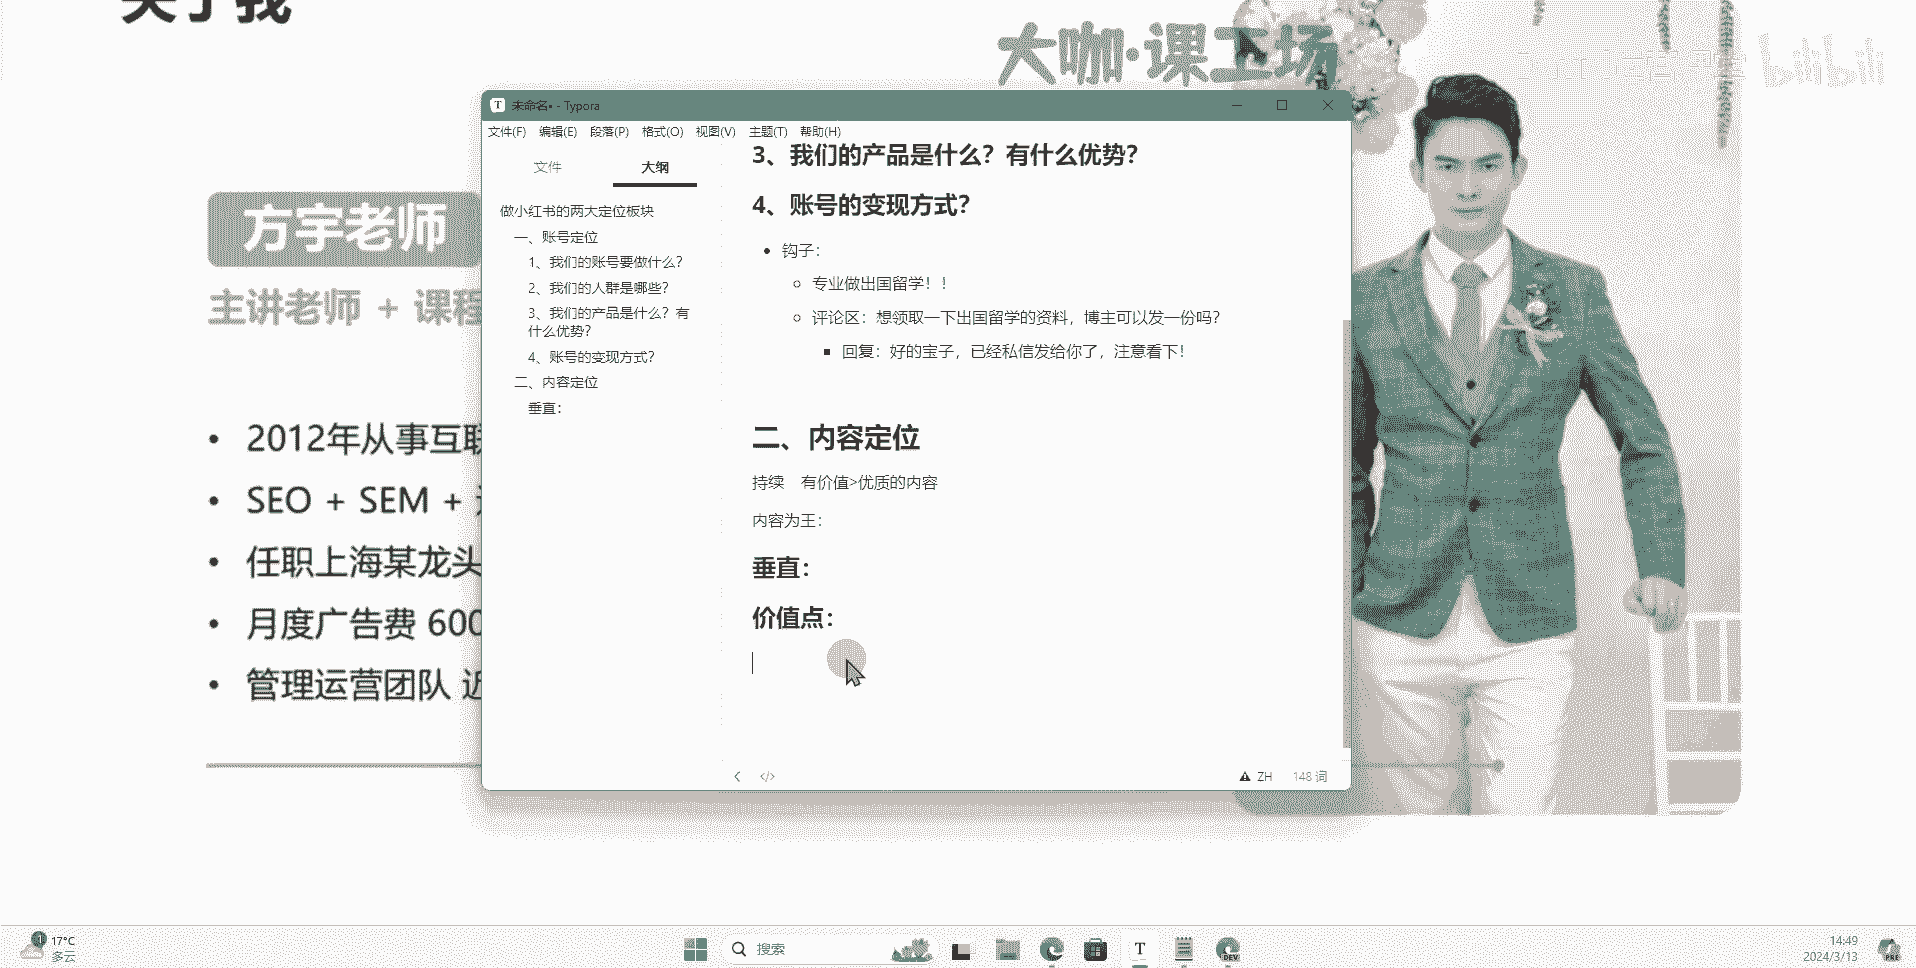 关于我
大咖·课工场
bilibili
方宇老师
主讲老师 + 课程
2012年从事互联
SEO + SEM +
任职上海某龙头
月度广告费 600
管理运营团队 近
未命名• - Typora
文件(F) 编辑(E) 段落(P) 格式(O) 视图(V) 主题(T) 帮助(H)
文件 大纲
做小红书的两大定位板块
一、账号定位
1、我们的账号要做什么？
2、我们的人群是哪些？
3、我们的产品是什么？有
什么优势？
4、账号的变现方式？
二、内容定位
垂直：
3、我们的产品是什么？有什么优势？
4、账号的变现方式？
钩子：
专业做出国留学！！
评论区：想领取一下出国留学的资料，博主可以发一份吗？
回复：好的宝子，已经私信发给你了，注意看下！
二、内容定位
持续 有价值>优质的内容
内容为王：
垂直：
价值点：
</> ZH 148 词
17°C
多云
搜索
T
DEV
14:49
2024/3/13
PRE